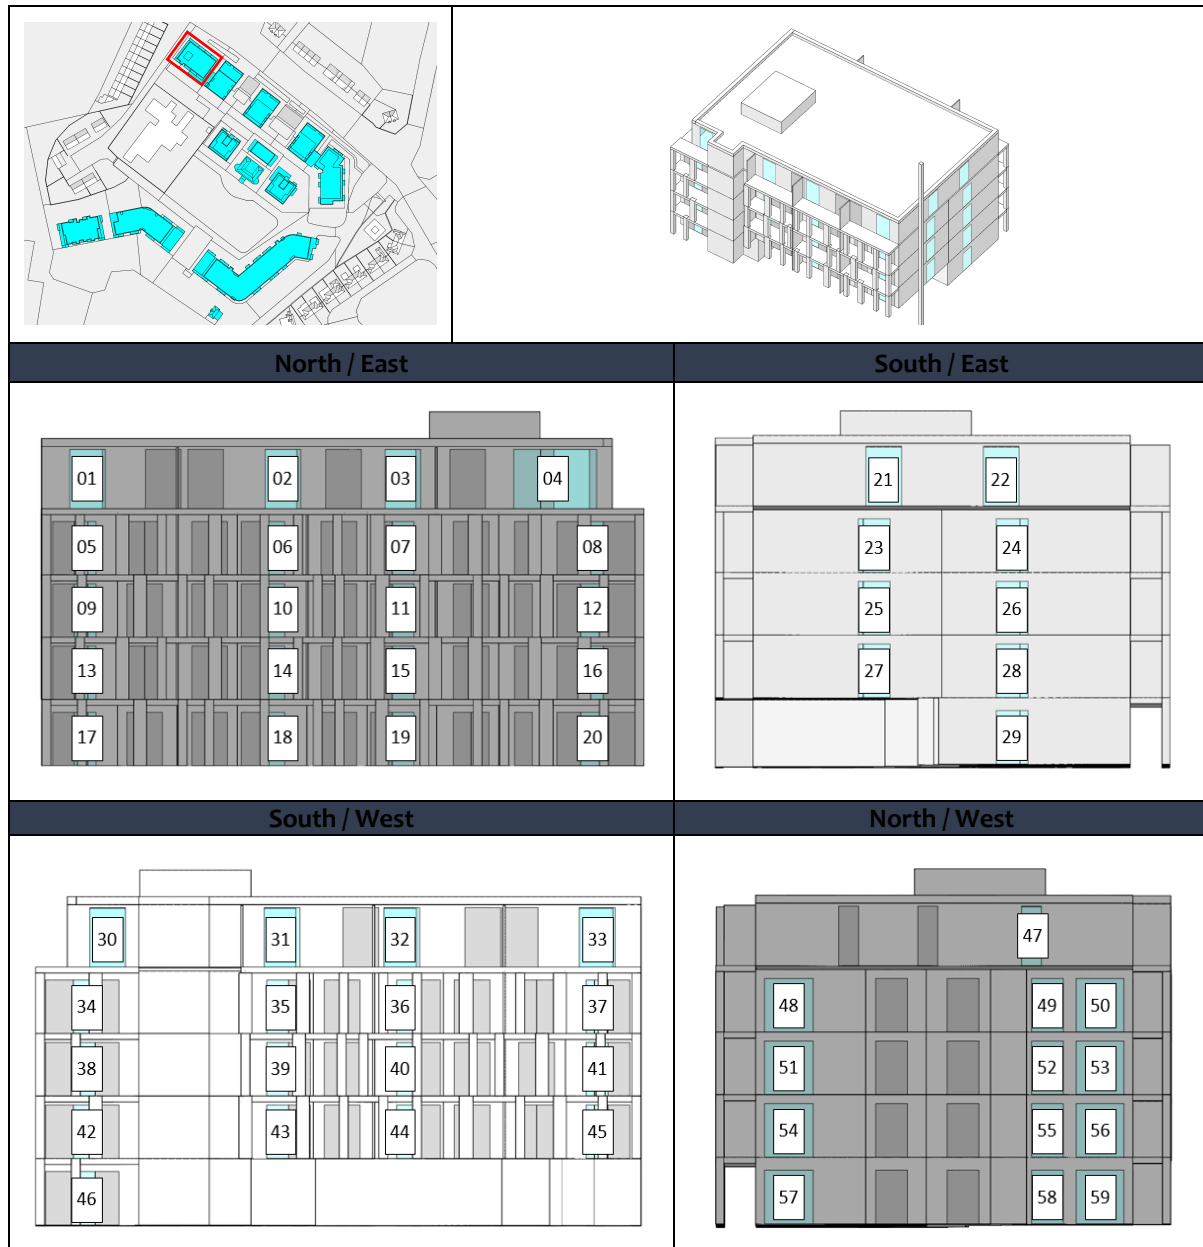 North / East
South / East
01 02 03 04
05 06 07 08
09 10 11 12
13 14 15 16
17 18 19 20
21 22
23 24
25 26
27 28
29
South / West
North / West
30 31 32 33
34 35 36 37
38 39 40 41
42 43 44 45
46
47
48 49 50
51 52 53
54 55 56
57 58 59